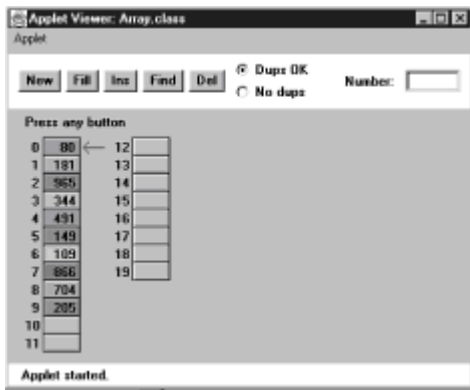 Applet Viewer: Array.class
Applet
New Fill Ins Find Del
Dups OK
No dups
Number:
Press any button
0 80 12
1 181 13
2 965 14
3 344 15
4 491 16
5 149 17
6 109 18
7 866 19
8 704
9 205
10
11
Applet started.